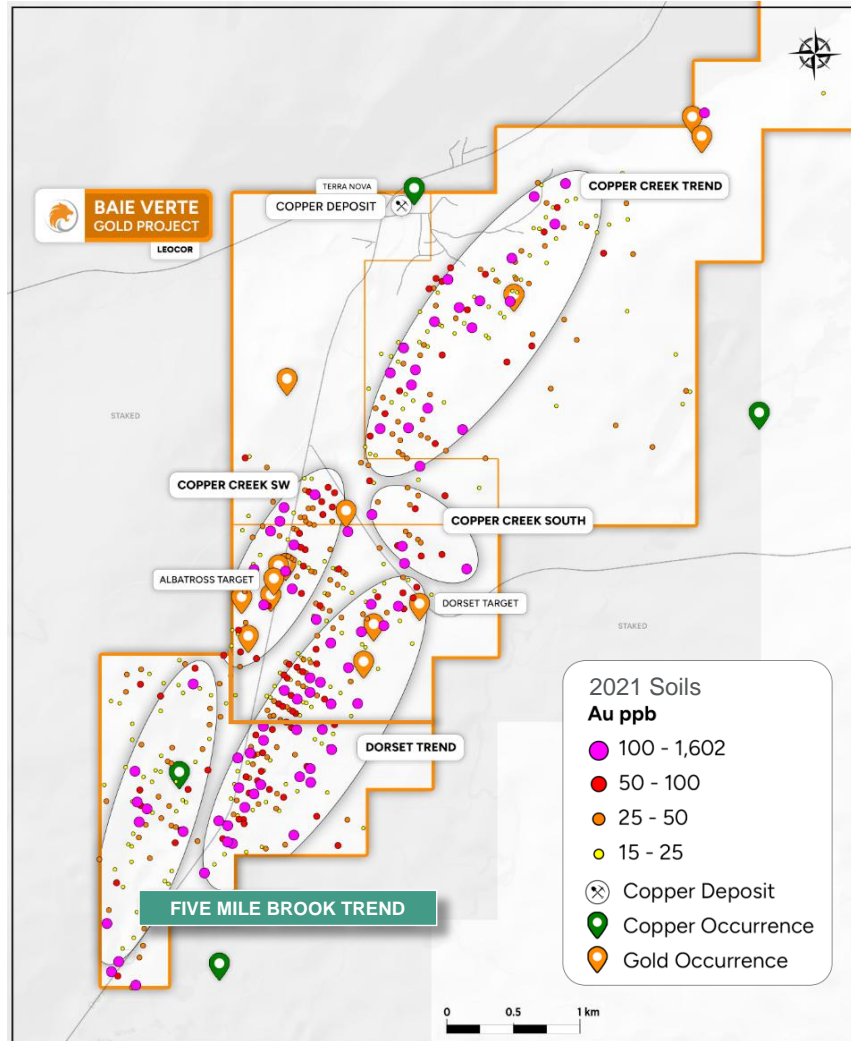 TERRA NOVA
COPPER DEPOSIT
COPPER CREEK TREND
BAIE VERTE
GOLD PROJECT
LEOCOR
STAKED
COPPER CREEK SW
COPPER CREEK SOUTH
ALBATROSS TARGET
DORSET TARGET
STAKED
DORSET TREND
FIVE MILE BROOK TREND
2021 Soils
Au ppb
100 - 1,602
50 - 100
25 - 50
15 - 25
Copper Deposit
Copper Occurrence
Gold Occurrence
0 0.5 1 km